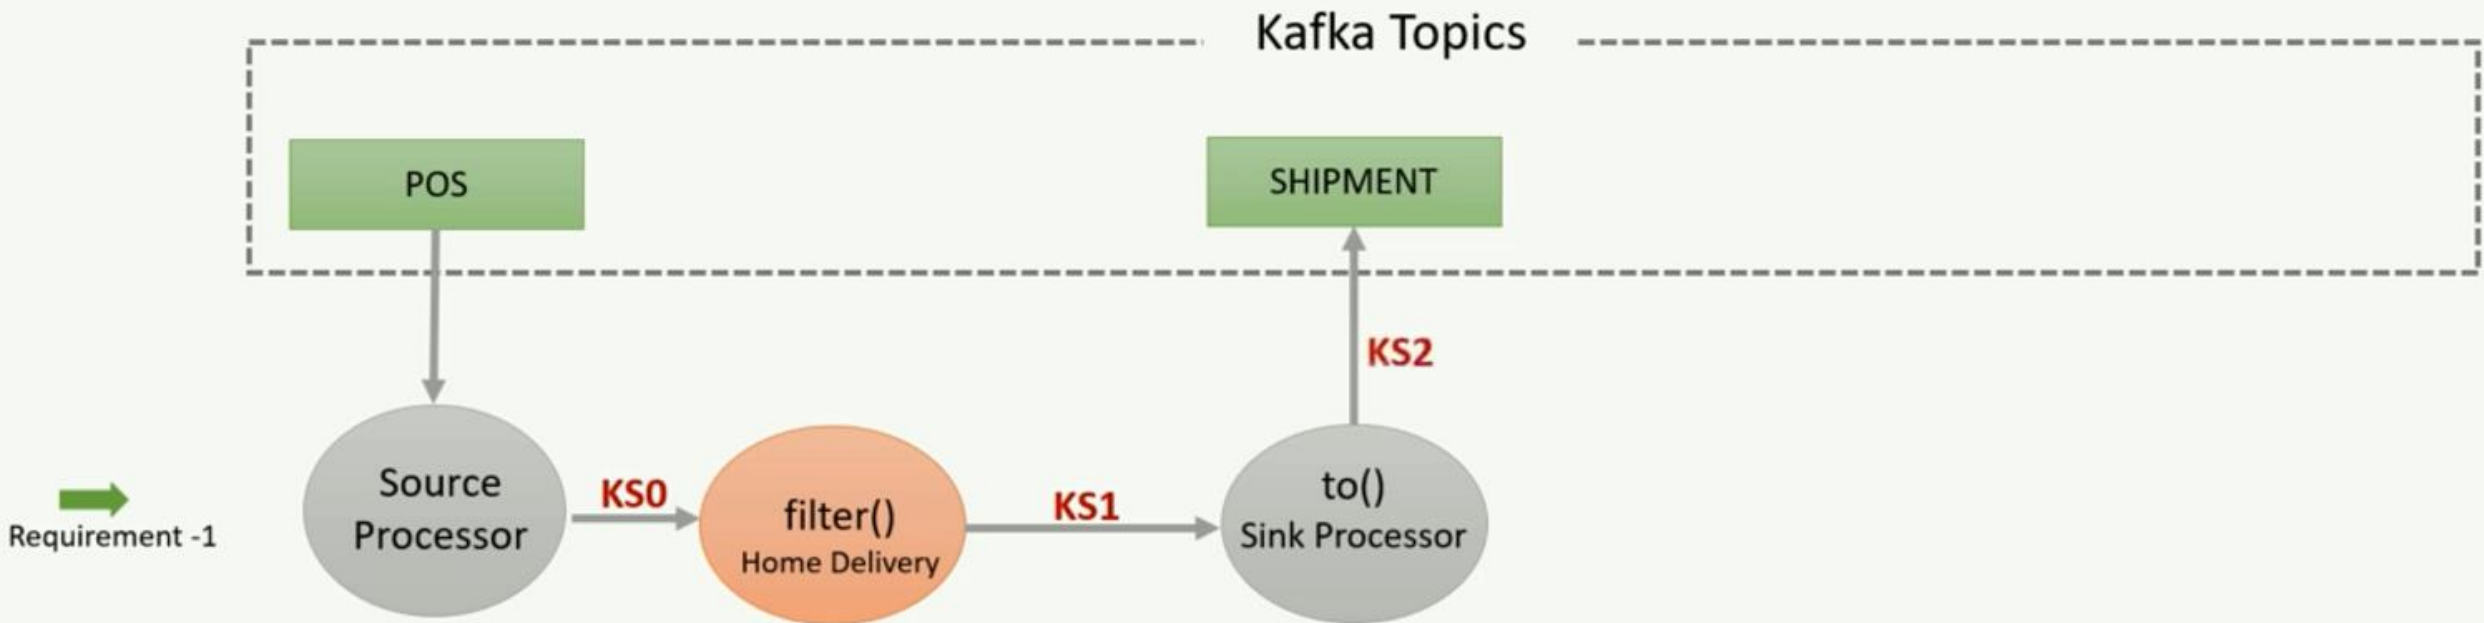 Kafka Topics
POS
SHIPMENT
KS2
Source
Processor
KS0
filter()
Home Delivery
KS1
to()
Sink Processor
Requirement -1